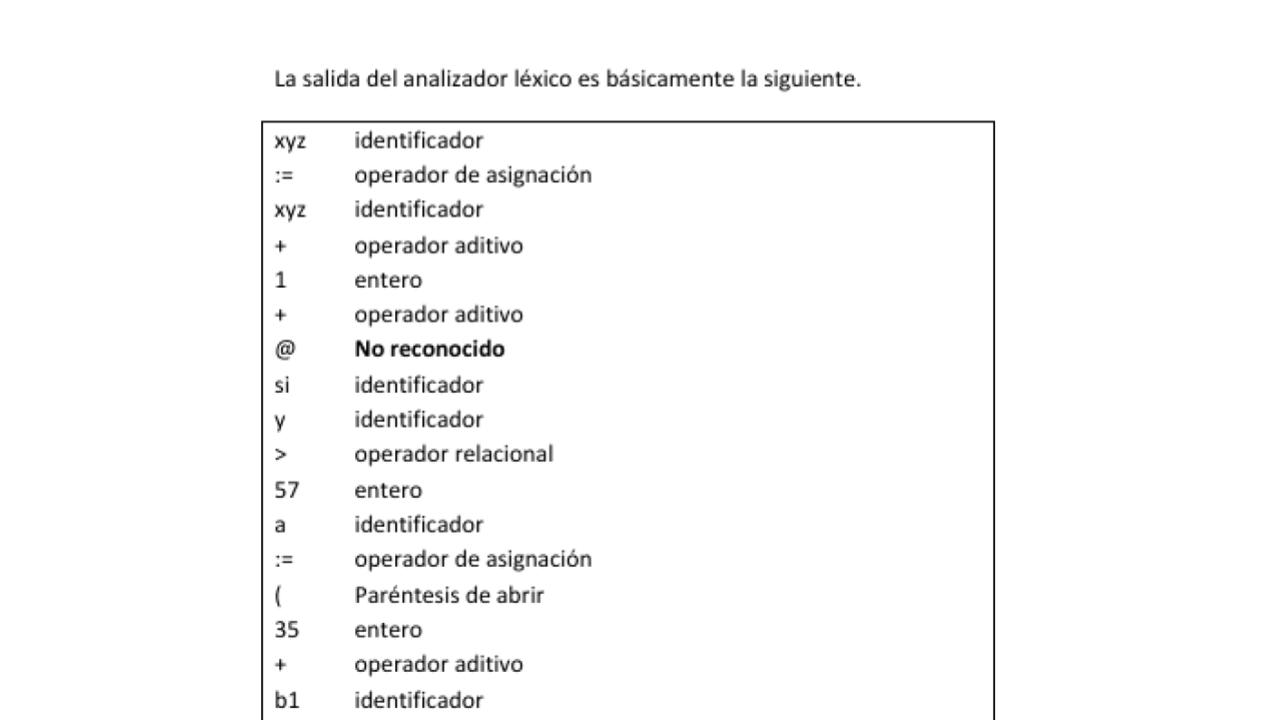 La salida del analizador léxico es básicamente la siguiente.
xyz identificador
:= operador de asignación
xyz identificador
+ operador aditivo
1 entero
+ operador aditivo
@ No reconocido
si identificador
y identificador
> operador relacional
57 entero
a identificador
:= operador de asignación
( Paréntesis de abrir
35 entero
+ operador aditivo
b1 identificador